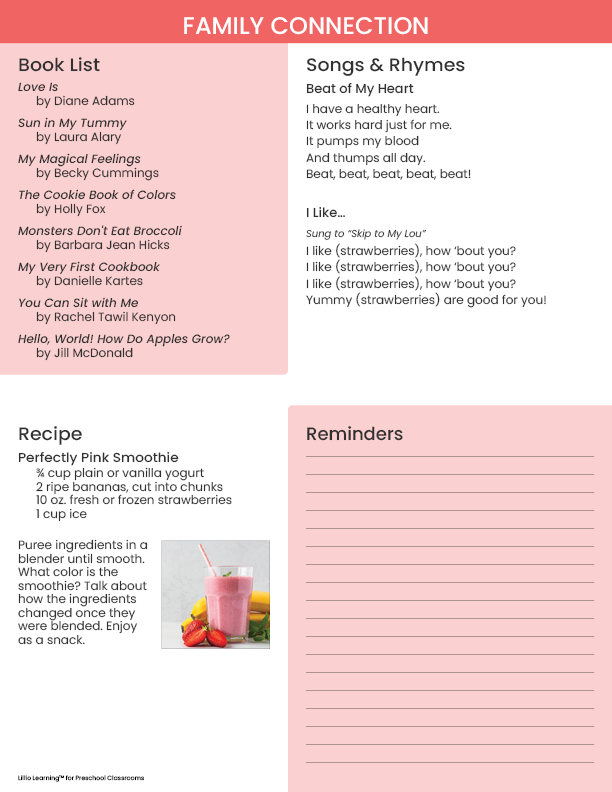 FAMILY CONNECTION
Book List
Love Is
by Diane Adams
Sun in My Tummy
by Laura Alary
My Magical Feelings
by Becky Cummings
The Cookie Book of Colors
by Holly Fox
Monsters Don't Eat Broccoli
by Barbara Jean Hicks
My Very First Cookbook
by Danielle Kartes
You Can Sit with Me
by Rachel Tawil Kenyon
Hello, World! How Do Apples Grow?
by Jill McDonald
Songs & Rhymes
Beat of My Heart
I have a healthy heart.
It works hard just for me.
It pumps my blood
And thumps all day.
Beat, beat, beat, beat, beat!
I Like…
Sung to “Skip to My Lou”
I like (strawberries), how ‘bout you?
I like (strawberries), how ‘bout you?
I like (strawberries), how ‘bout you?
Yummy (strawberries) are good for you!
Recipe
Perfectly Pink Smoothie
¾ cup plain or vanilla yogurt
2 ripe bananas, cut into chunks
10 oz. fresh or frozen strawberries
1 cup ice
Puree ingredients in a
blender until smooth.
What color is the
smoothie? Talk about
how the ingredients
changed once they
were blended. Enjoy
as a snack.
Reminders
Lillio Learning™ for Preschool Classrooms